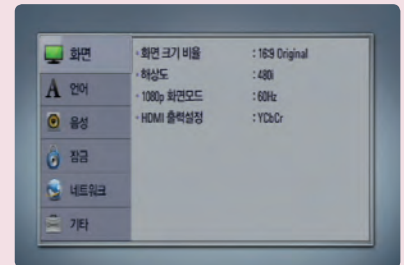 화면
언어
음성
잠금
네트워크
기타
◦ 화면 크기 비율 : 16:9 Original
◦ 해상도 : 480i
◦ 1080p 화면모드 : 60Hz
◦ HDMI 출력설정 : YCbCr